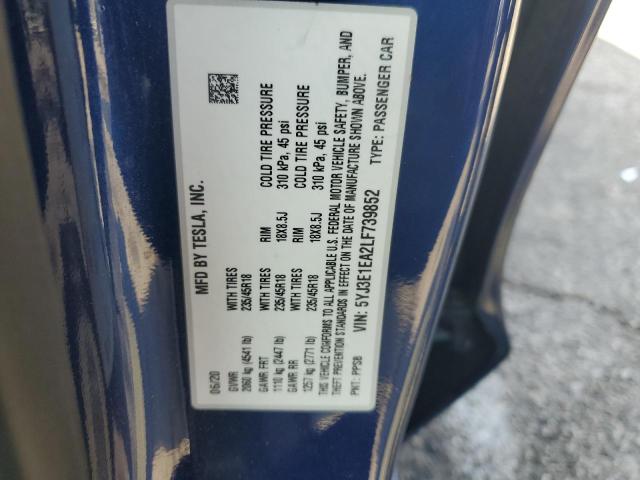 MFD BY TESLA, INC.
06/20
GVWR
2060 kg (4541 lb)
WITH TIRES
235/45R18
RIM
18X8.5J
COLD TIRE PRESSURE
310 kPa, 45 psi
GAWR FRT
1110 kg (2447 lb)
WITH TIRES
235/45R18
RIM
18X8.5J
COLD TIRE PRESSURE
310 kPa, 45 psi
GAWR RR
1257 kg (2771 lb)
WITH TIRES
235/45R18
RIM
18X8.5J
COLD TIRE PRESSURE
310 kPa, 45 psi
THIS VEHICLE CONFORMS TO ALL APPLICABLE U.S. FEDERAL MOTOR VEHICLE SAFETY, BUMPER, AND
THEFT PREVENTION STANDARDS IN EFFECT ON THE DATE OF MANUFACTURE SHOWN ABOVE.
VIN: 5YJ3E1EA2LF739852
TYPE: PASSENGER CAR
PNT: PPSB